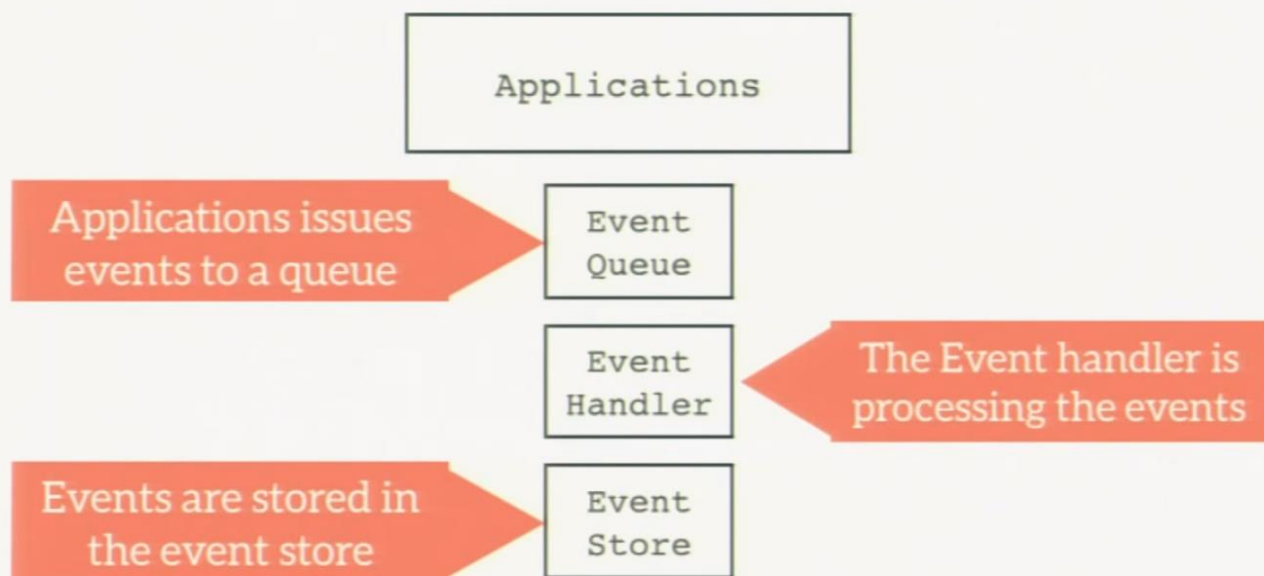 Applications
Applications issues
events to a queue
Event
Queue
Event
Handler
The Event handler is
processing the events
Events are stored in
the event store
Event
Store